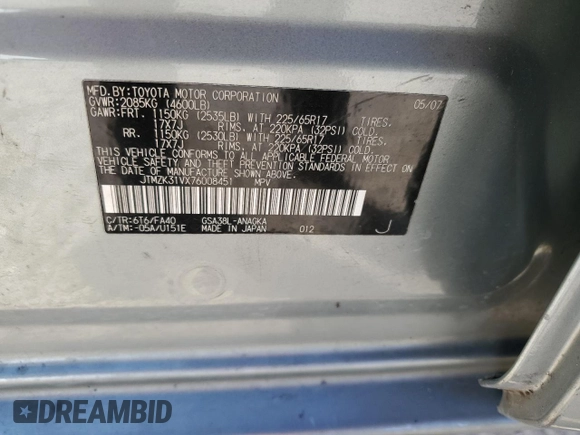 MFD. BY: TOYOTA MOTOR CORPORATION 05/07
GVWR: 2085KG (4600LB)
GAWR: FRT. 1150KG (2535LB) WITH 225/65R17 TIRES.
17X7J RIMS. AT 220KPA (32PSI) COLD.
RR. 1150KG (2530LB) WITH 225/65R17 TIRES.
17X7J RIMS. AT 220KPA (32PSI) COLD.
THIS VEHICLE CONFORMS TO ALL APPLICABLE FEDERAL MOTOR
VEHICLE SAFETY AND THEFT PREVENTION STANDARDS IN EFFECT ON
THE DATE OF MANUFACTURE SHOWN ABOVE.
JTMZK31VX76008451 MPV
C/TR: 6T6/FA40 GSA38L-ANAGKA
A/TM: -05A/U151E MADE IN JAPAN 012 J
DREAMBID